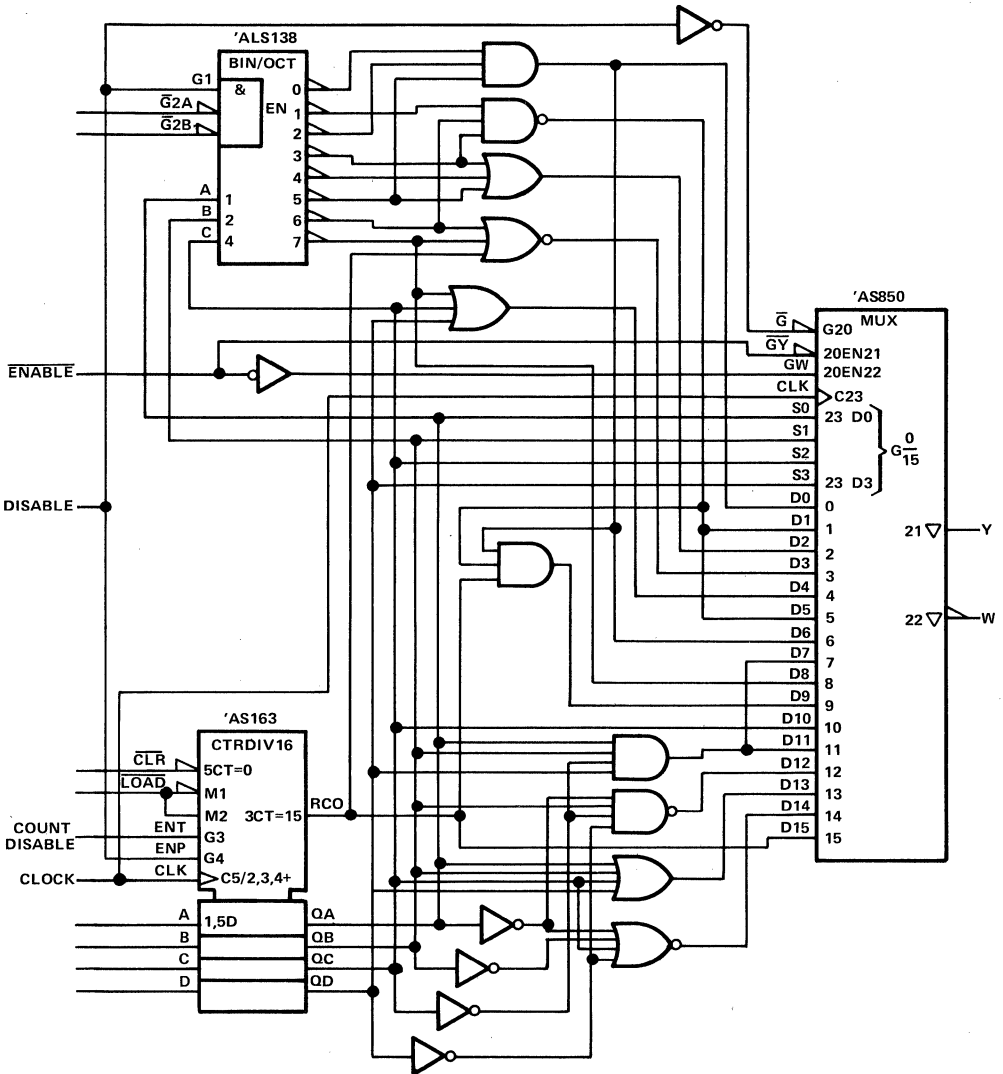 'ALS138
BIN/OCT
G1
&
G̅2A
G̅2B
EN
0
1
2
3
4
5
6
7
A
1
B
2
C
4
'AS850
MUX
G̅
G20
G̅Y̅
20EN21
GW
20EN22
CLK
C23
S0
23 D0
S1
S2
S3
23 D3
G 0/15
D0
0
D1
1
D2
2
D3
3
D4
4
D5
5
D6
6
D7
7
D8
8
D9
9
D10
10
D11
11
D12
12
D13
13
D14
14
D15
15
21 ▽
Y
22 ▽
W
E̅N̅A̅B̅L̅E̅
DISABLE
'AS163
CTRDIV16
C̅L̅R̅
5CT=0
L̅O̅A̅D̅
M1
M2
3CT=15
RCO
COUNT
DISABLE
ENT
G3
ENP
G4
CLOCK
CLK
C5/2,3,4+
A
1,5D
QA
B
QB
C
QC
D
QD